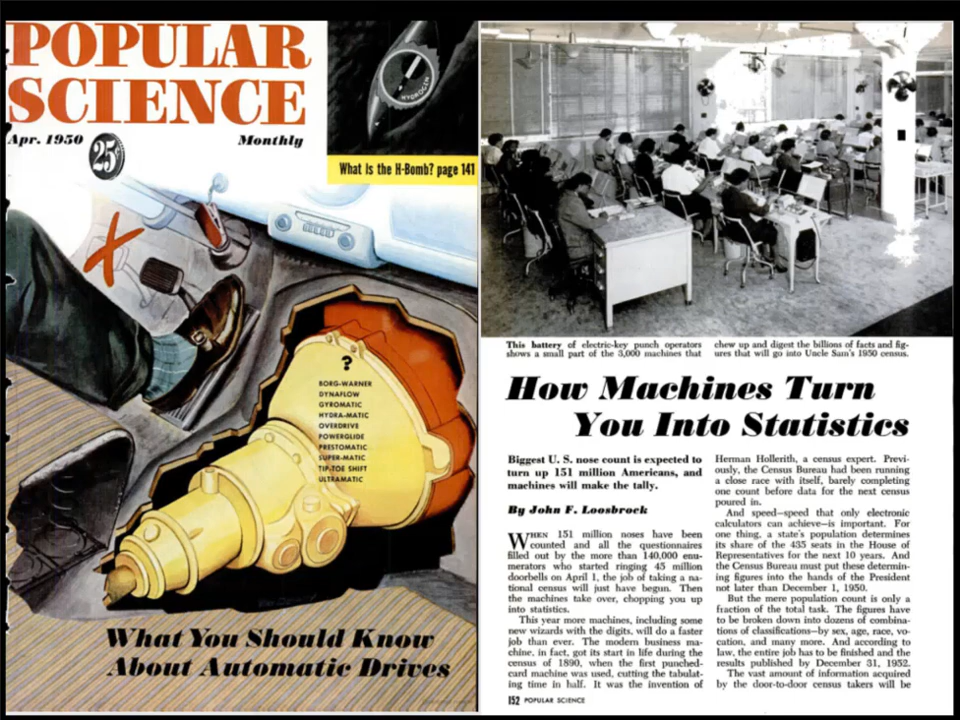 POPULAR
SCIENCE
Apr. 1950
25¢
Monthly
HYDROGEN
What is the H-Bomb? page 141
?
BORG-WARNER
DYNAFLOW
GYROMATIC
HYDRA-MATIC
OVERDRIVE
POWERGLIDE
PRESTOMATIC
SUPER-MATIC
TIP-TOE SHIFT
ULTRAMATIC
What You Should Know
About Automatic Drives
This battery of electric-key punch operators
shows a small part of the 3,000 machines that
chew up and digest the billions of facts and fig-
ures that will go into Uncle Sam's 1950 census.
How Machines Turn
You Into Statistics
Biggest U. S. nose count is expected to
turn up 151 million Americans, and
machines will make the tally.
By John F. Loosbrock
WHEN 151 million noses have been
counted and all the questionnaires
filled out by the more than 140,000 enu-
merators who started ringing 45 million
doorbells on April 1, the job of taking a na-
tional census will just have begun. Then
the machines take over, chopping you up
into statistics.
This year more machines, including some
new wizards with the digits, will do a faster
job than ever. The modern business ma-
chine, in fact, got its start in life during the
census of 1890, when the first punched-
card machine was used, cutting the tabulat-
ing time in half. It was the invention of
Herman Hollerith, a census expert. Previ-
ously, the Census Bureau had been running
a close race with itself, barely completing
one count before data for the next census
poured in.
And speed—speed that only electronic
calculators can achieve—is important. For
one thing, a state's population determines
its share of the 435 seats in the House of
Representatives for the next 10 years. And
the Census Bureau must put these determin-
ing figures into the hands of the President
not later than December 1, 1950.
But the mere population count is only a
fraction of the total task. The figures have
to be broken down into dozens of combina-
tions of classifications—by sex, age, race, vo-
cation, and many more. And according to
law, the entire job has to be finished and the
results published by December 31, 1952.
The vast amount of information acquired
by the door-to-door census takers will be
152 POPULAR SCIENCE